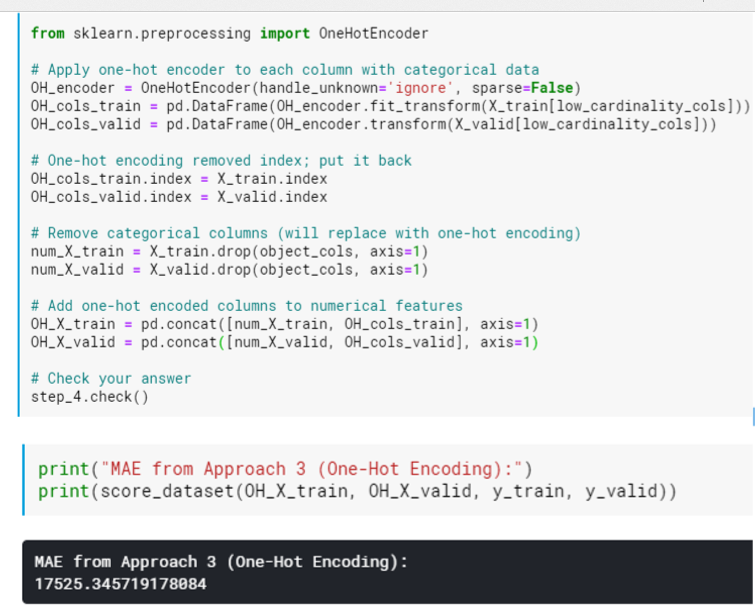 from sklearn.preprocessing import OneHotEncoder
# Apply one-hot encoder to each column with categorical data
OH_encoder = OneHotEncoder(handle_unknown='ignore', sparse=False)
OH_cols_train = pd.DataFrame(OH_encoder.fit_transform(X_train[low_cardinality_cols]))
OH_cols_valid = pd.DataFrame(OH_encoder.transform(X_valid[low_cardinality_cols]))
# One-hot encoding removed index; put it back
OH_cols_train.index = X_train.index
OH_cols_valid.index = X_valid.index
# Remove categorical columns (will replace with one-hot encoding)
num_X_train = X_train.drop(object_cols, axis=1)
num_X_valid = X_valid.drop(object_cols, axis=1)
# Add one-hot encoded columns to numerical features
OH_X_train = pd.concat([num_X_train, OH_cols_train], axis=1)
OH_X_valid = pd.concat([num_X_valid, OH_cols_valid], axis=1)
# Check your answer
step_4.check()
print("MAE from Approach 3 (One-Hot Encoding):")
print(score_dataset(OH_X_train, OH_X_valid, y_train, y_valid))
MAE from Approach 3 (One-Hot Encoding):
17525.345719178084